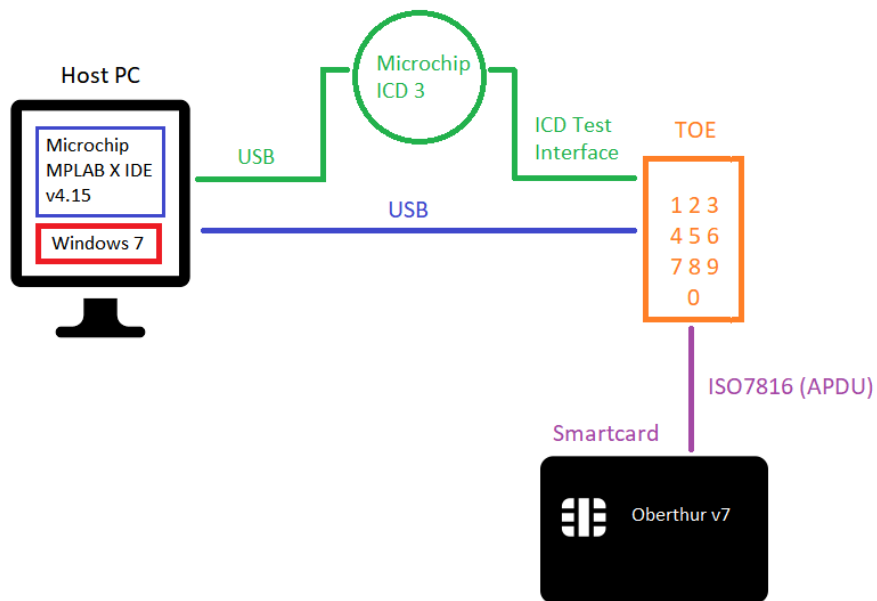 Host PC
Microchip
MPLAB X IDE
v4.15
Windows 7
USB
Microchip
ICD 3
ICD Test
Interface
USB
TOE
1 2 3
4 5 6
7 8 9
0
ISO7816 (APDU)
Smartcard
Oberthur v7